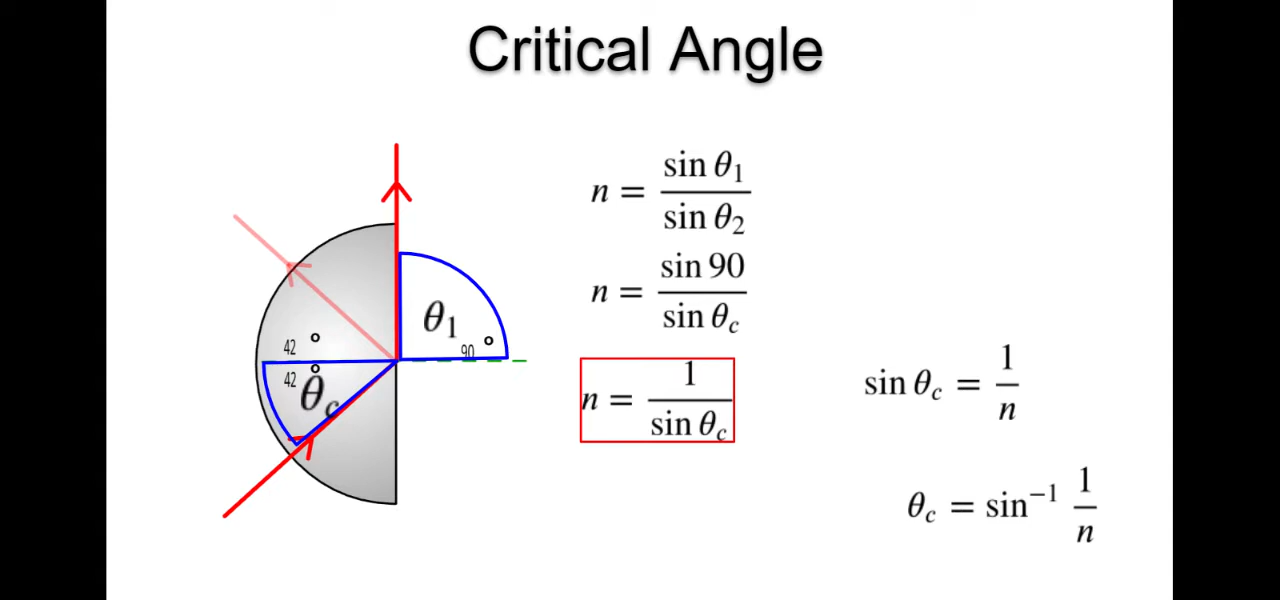 Critical Angle
n = sin θ₁ / sin θ₂
n = sin 90 / sin θc
n = 1 / sin θc
sin θc = 1 / n
θc = sin⁻¹ 1 / n
θ₁
90 °
42 °
42 °
θc